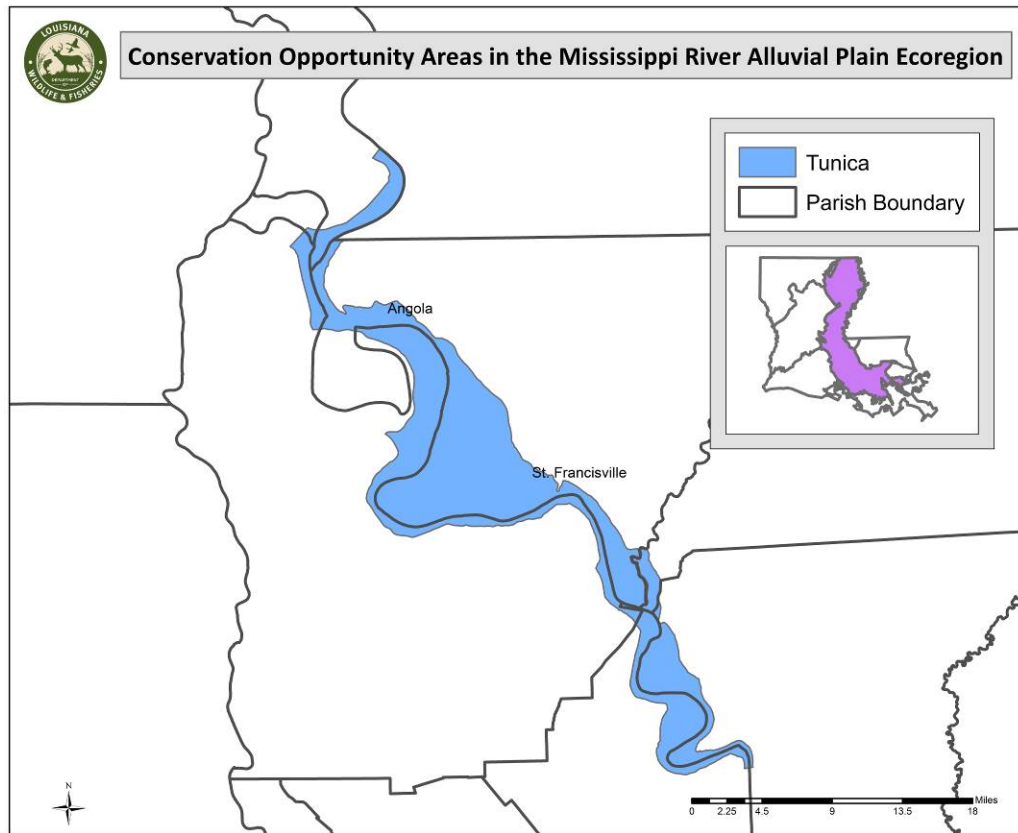 LOUISIANA
DEPARTMENT
OF
WILDLIFE & FISHERIES
Conservation Opportunity Areas in the Mississippi River Alluvial Plain Ecoregion
Tunica
Parish Boundary
Angola
St. Francisville
N
Miles
0 2.25 4.5 9 13.5 18